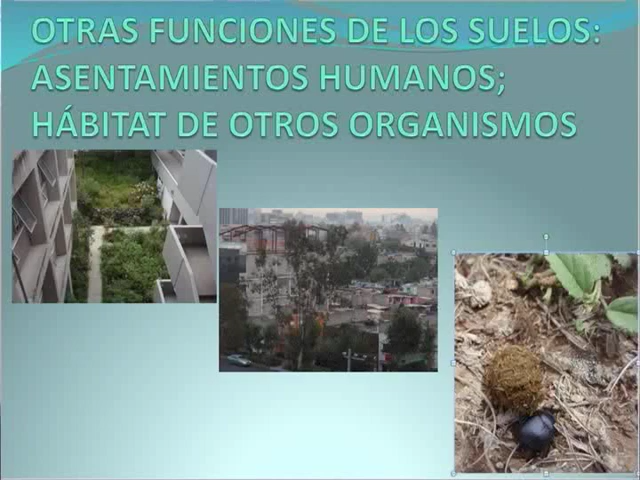 OTRAS FUNCIONES DE LOS SUELOS:
ASENTAMIENTOS HUMANOS;
HÁBITAT DE OTROS ORGANISMOS